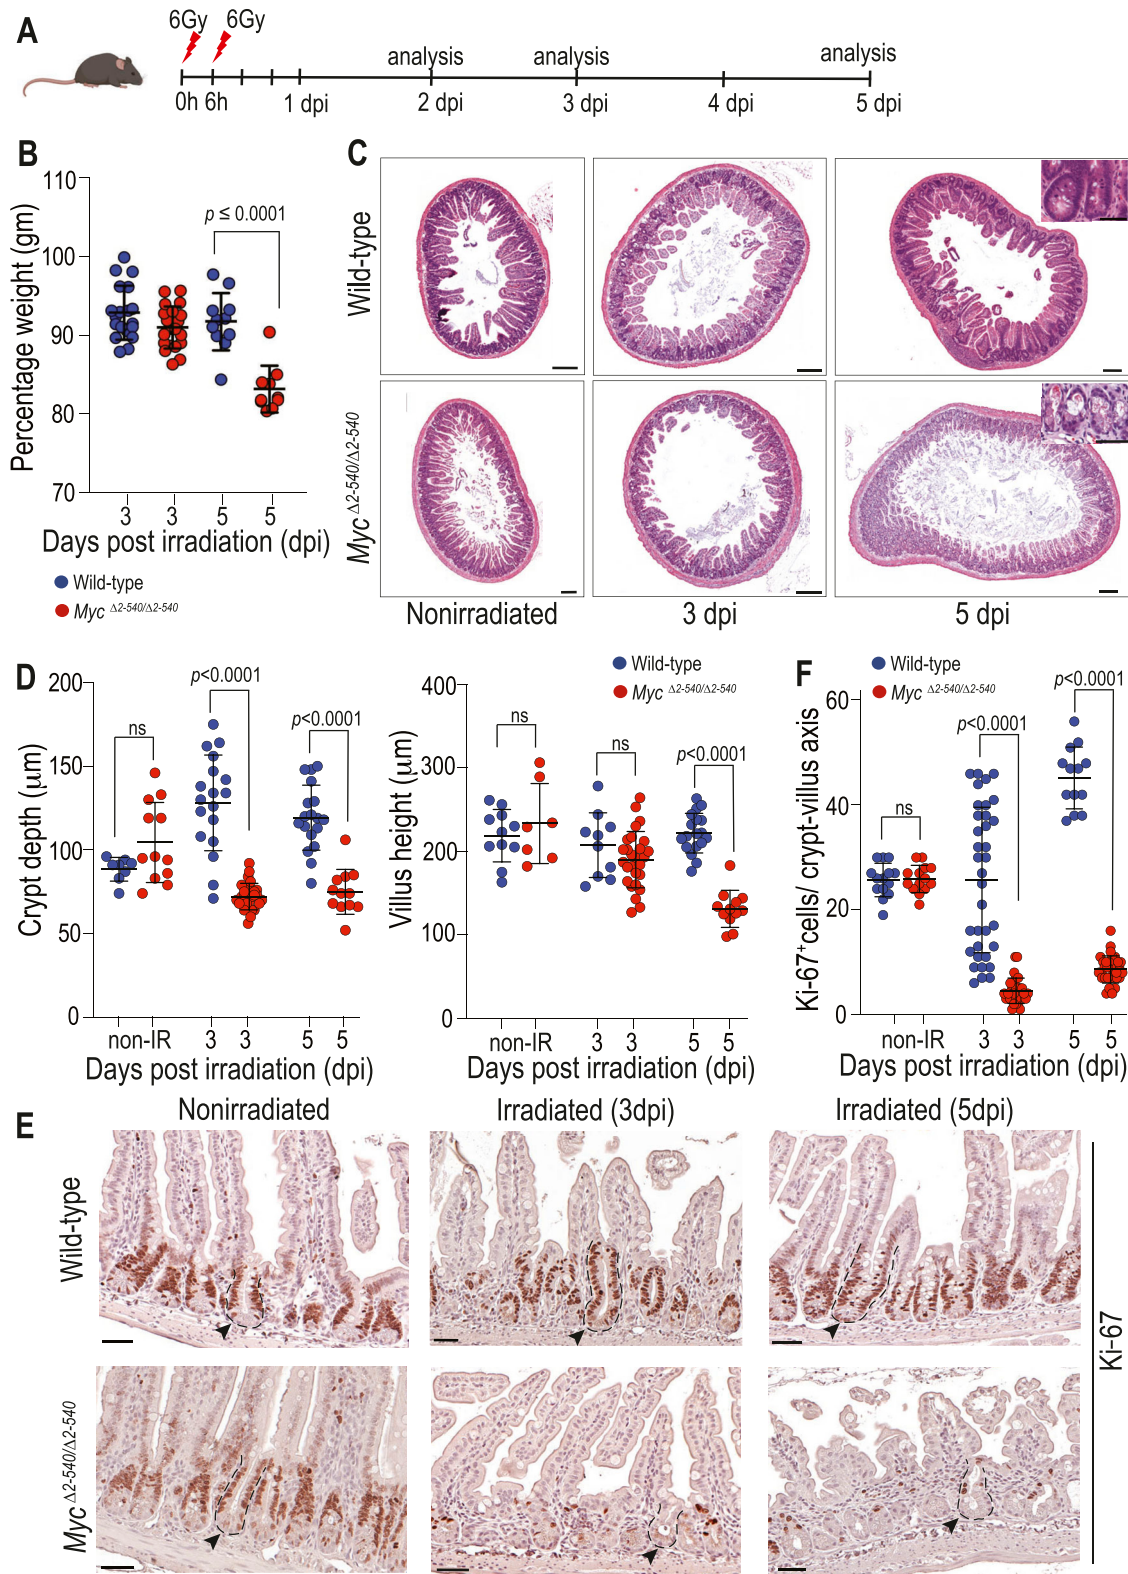 A
6Gy
6Gy
analysis
analysis
analysis
0h 6h
1 dpi
2 dpi
3 dpi
4 dpi
5 dpi
B
110
100
90
80
70
Percentage weight (gm)
p ≤ 0.0001
3
3
5
5
Days post irradiation (dpi)
Wild-type
Myc Δ2-540/Δ2-540
C
Wild-type
Myc Δ2-540/Δ2-540
Nonirradiated
3 dpi
5 dpi
D
200
150
100
50
0
Crypt depth (μm)
ns
p<0.0001
p<0.0001
non-IR
3
3
5
5
Days post irradiation (dpi)
Wild-type
Myc Δ2-540/Δ2-540
400
300
200
100
0
Villus height (μm)
ns
ns
p<0.0001
non-IR
3
3
5
5
Days post irradiation (dpi)
F
Wild-type
Myc Δ2-540/Δ2-540
60
40
20
0
Ki-67+cells/ crypt-villus axis
ns
p<0.0001
p<0.0001
non-IR
3
3
5
5
Days post irradiation (dpi)
E
Nonirradiated
Irradiated (3dpi)
Irradiated (5dpi)
Wild-type
Myc Δ2-540/Δ2-540
Ki-67